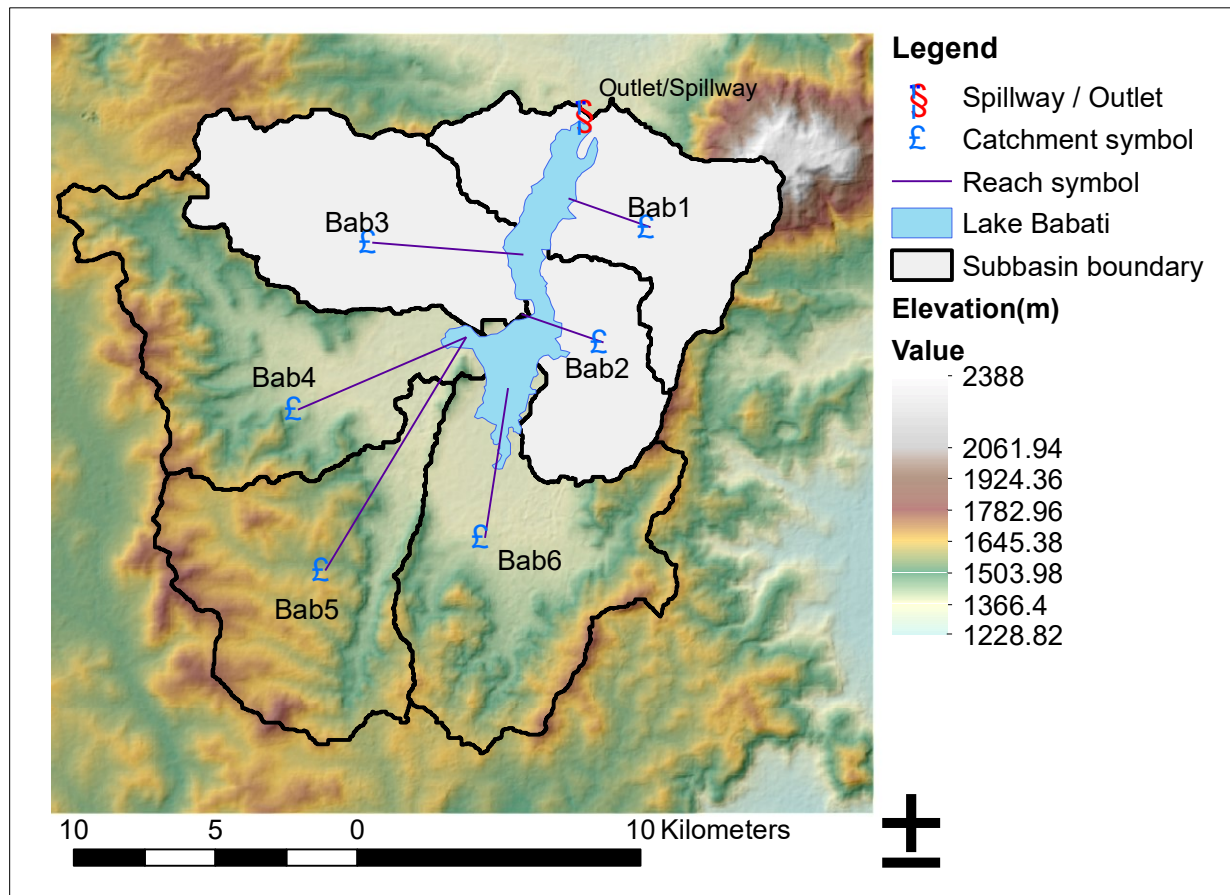 Outlet/Spillway
Bab1
Bab3
Bab2
Bab4
Bab6
Bab5
Legend
§ Spillway / Outlet
£ Catchment symbol
Reach symbol
Lake Babati
Subbasin boundary
Elevation(m)
Value
2388
2061.94
1924.36
1782.96
1645.38
1503.98
1366.4
1228.82
10 5 0 10 Kilometers